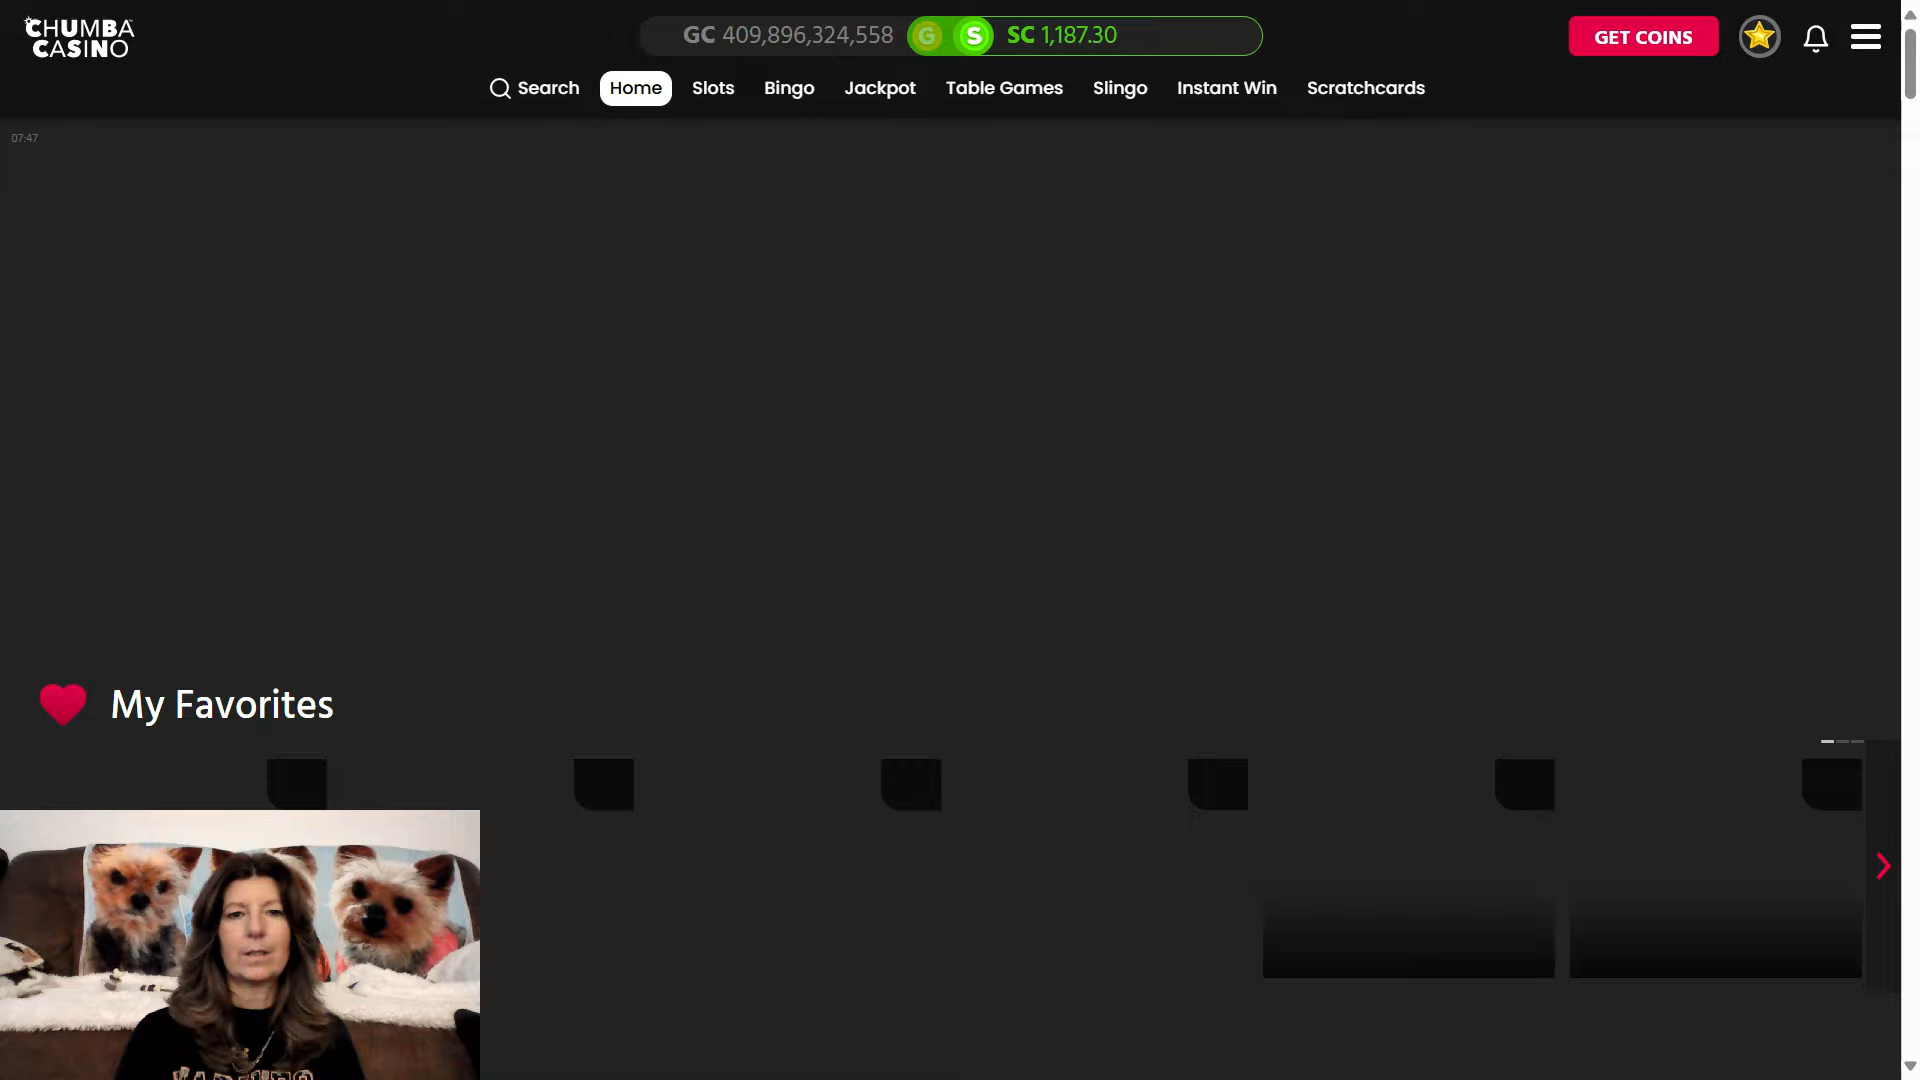 CHUMBA
CASINO
GC 409,896,324,558
G
S
SC 1,187.30
GET COINS
Search
Home
Slots
Bingo
Jackpot
Table Games
Slingo
Instant Win
Scratchcards
07:47
My Favorites